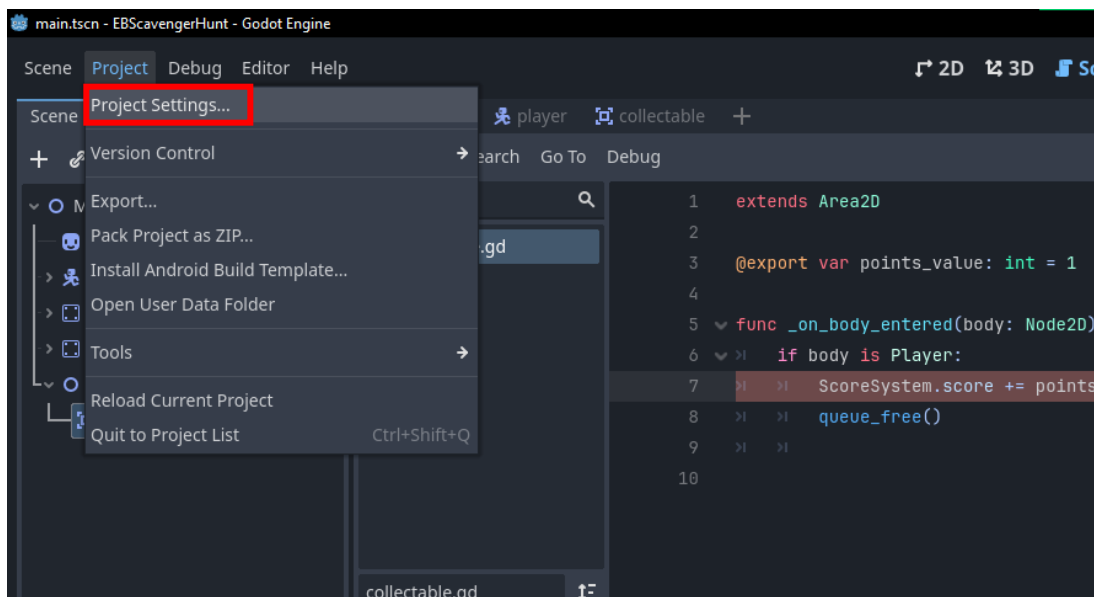 main.tscn - EBScavengerHunt - Godot Engine
Scene Project Debug Editor Help
2D 3D
Project Settings...
Scene
player collectable
Version Control
Go To Debug
Export...
Pack Project as ZIP...
Install Android Build Template...
Open User Data Folder
Tools
Reload Current Project
Quit to Project List Ctrl+Shift+Q
.gd
collectable.gd
1 extends Area2D
2
3 @export var points_value: int = 1
4
5 func _on_body_entered(body: Node2D)
6 if body is Player:
7 ScoreSystem.score += points
8 queue_free()
9
10